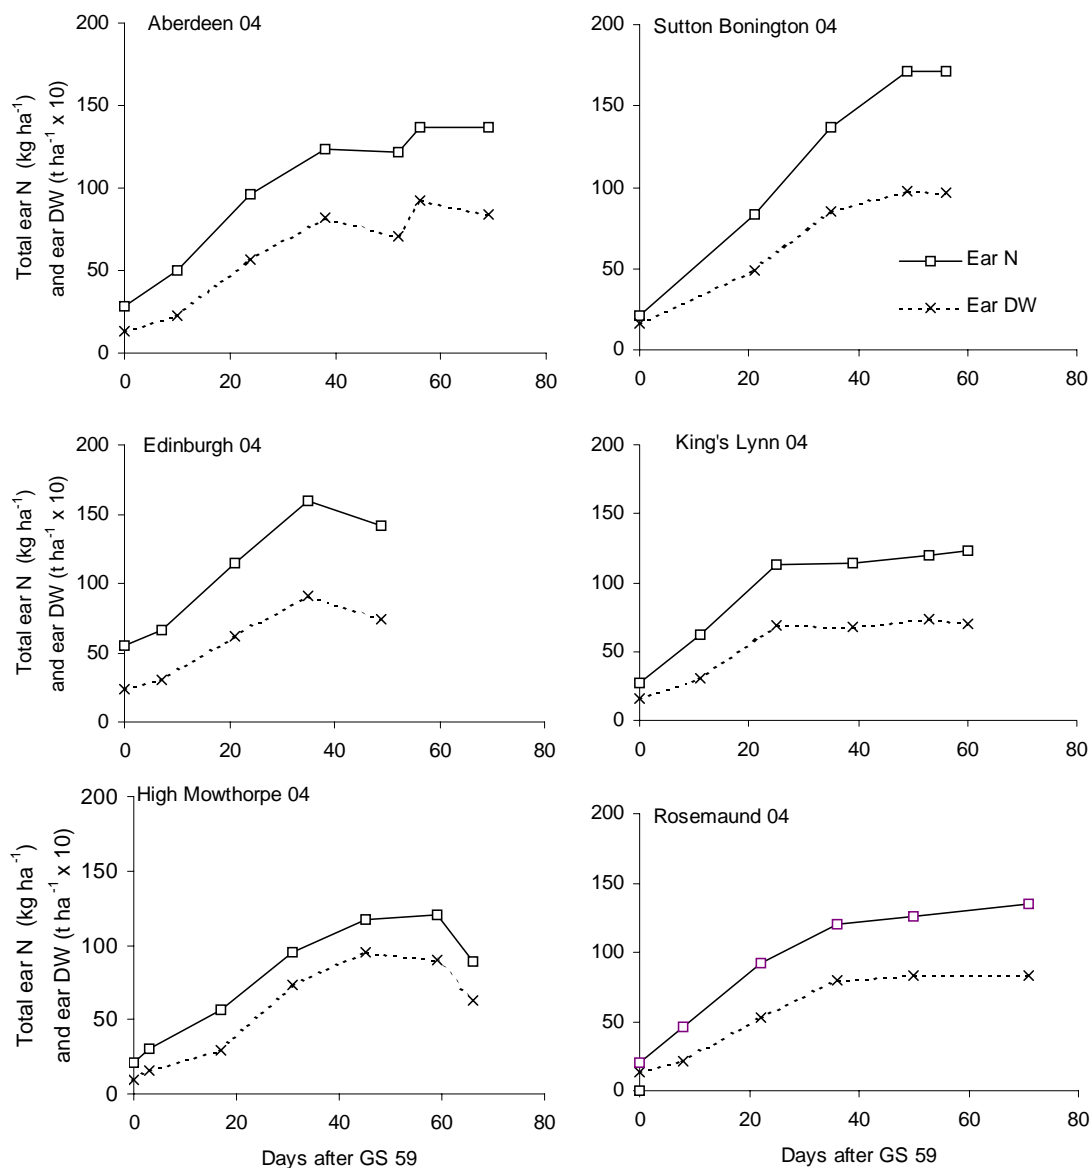 Aberdeen 04
Total ear N (kg ha⁻¹)
and ear DW (t ha⁻¹ x 10)
200
150
100
50
0
0 20 40 60 80
Sutton Bonington 04
200
150
100
50
0
Ear N
Ear DW
0 20 40 60 80
Edinburgh 04
Total ear N (kg ha⁻¹)
and ear DW (t ha⁻¹ x 10)
200
150
100
50
0
0 20 40 60 80
King's Lynn 04
200
150
100
50
0
0 20 40 60 80
High Mowthorpe 04
Total ear N (kg ha⁻¹)
and ear DW (t ha⁻¹ x 10)
200
150
100
50
0
0 20 40 60 80
Days after GS 59
Rosemaund 04
200
150
100
50
0
0 20 40 60 80
Days after GS 59